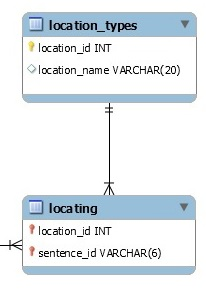 location_types
location_id INT
location_name VARCHAR(20)
locating
location_id INT
sentence_id VARCHAR(6)